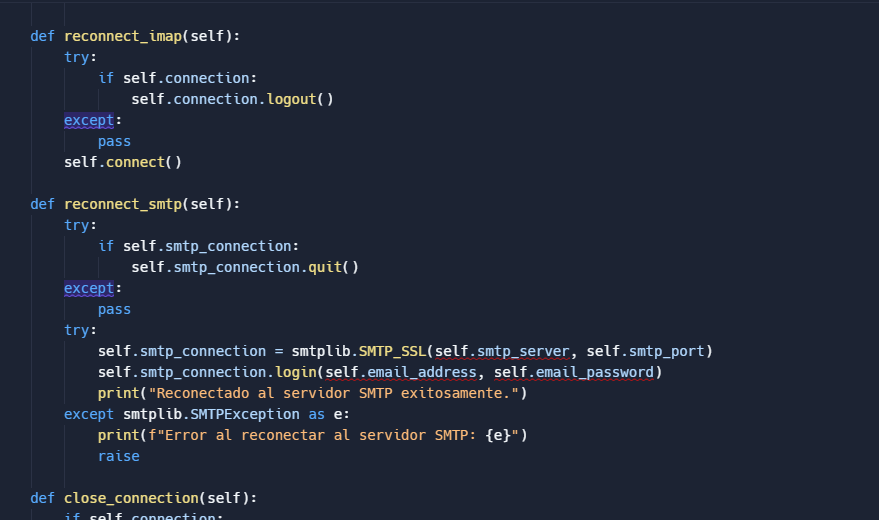 def reconnect_imap(self):
    try:
        if self.connection:
            self.connection.logout()
    except:
        pass
    self.connect()

def reconnect_smtp(self):
    try:
        if self.smtp_connection:
            self.smtp_connection.quit()
    except:
        pass
    try:
        self.smtp_connection = smtplib.SMTP_SSL(self.smtp_server, self.smtp_port)
        self.smtp_connection.login(self.email_address, self.email_password)
        print("Reconectado al servidor SMTP exitosamente.")
    except smtplib.SMTPException as e:
        print(f"Error al reconectar al servidor SMTP: {e}")
        raise

def close_connection(self):
    if self.connection: